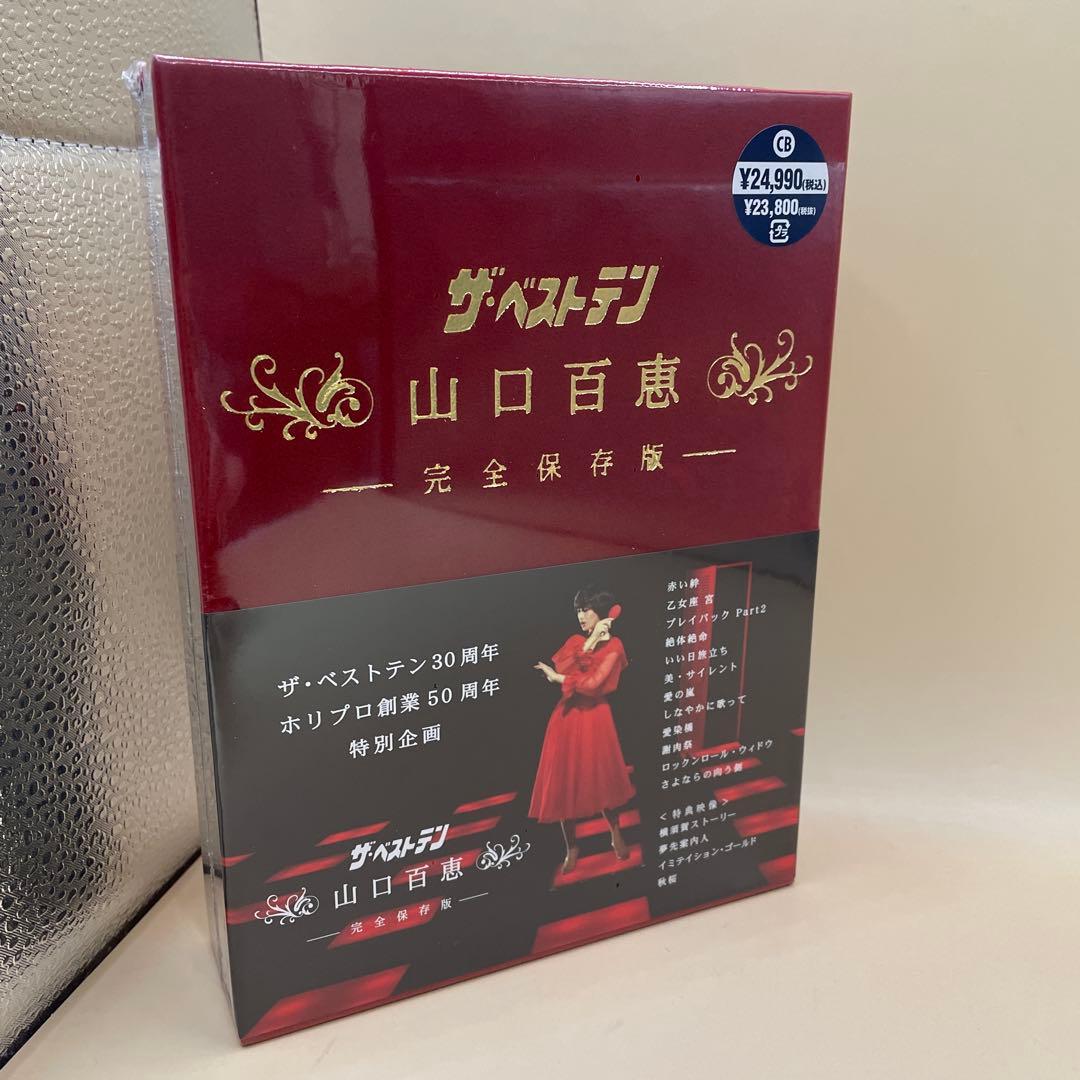 CB
¥24,990(税込)
¥23,800(税抜)
プラ
ザ・ベストテン
山口百恵
完全保存版
ザ・ベストテン30周年
ホリプロ創業50周年
特別企画
赤い絆
乙女座 宮
プレイバック Part2
絶体絶命
いい日旅立ち
美・サイレント
愛の嵐
しなやかに歌って
愛染橋
謝肉祭
ロックンロール・ウィドウ
さよならの向う側
<特典映像>
横須賀ストーリー
夢先案内人
イミテイション・ゴールド
秋桜
ザ・ベストテン
山口百恵
完全保存版